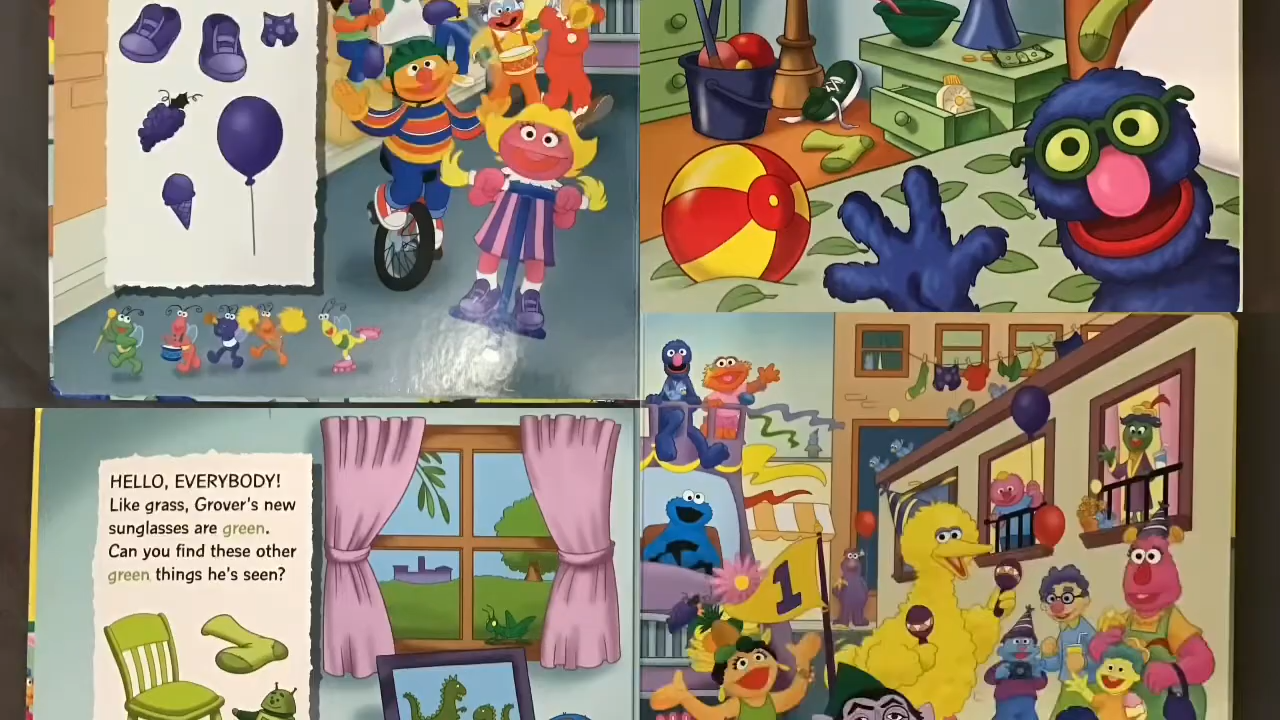 HELLO, EVERYBODY!
Like grass, Grover's new
sunglasses are green.
Can you find these other
green things he's seen?
1